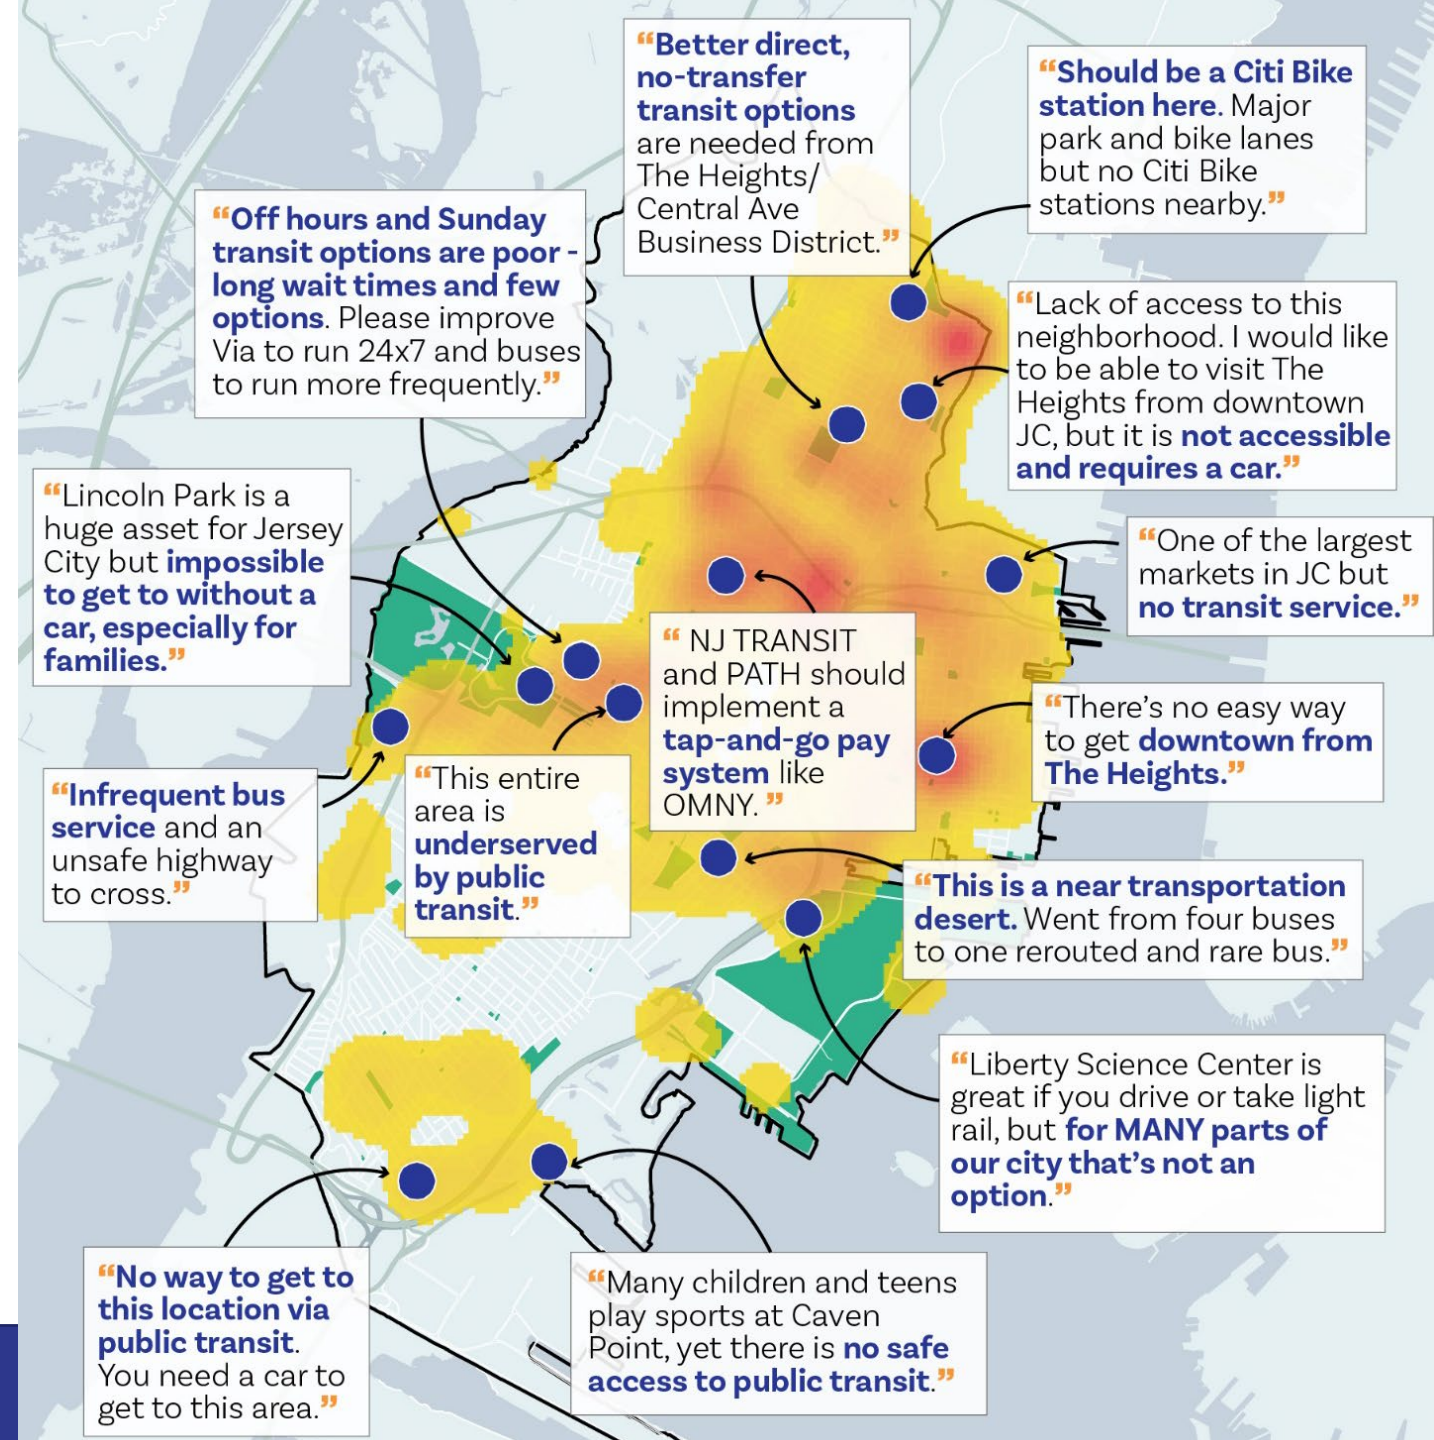 “Better direct,
no-transfer
transit options
are needed from
The Heights/
Central Ave
Business District.”
“Should be a Citi Bike
station here. Major
park and bike lanes
but no Citi Bike
stations nearby.”
“Off hours and Sunday
transit options are poor -
long wait times and few
options. Please improve
Via to run 24x7 and buses
to run more frequently.”
“Lack of access to this
neighborhood. I would like
to be able to visit The
Heights from downtown
JC, but it is not accessible
and requires a car.”
“Lincoln Park is a
huge asset for Jersey
City but impossible
to get to without a
car, especially for
families.”
“One of the largest
markets in JC but
no transit service.”
“ NJ TRANSIT
and PATH should
implement a
tap-and-go pay
system like
OMNY. ”
“There’s no easy way
to get downtown from
The Heights.”
“Infrequent bus
service and an
unsafe highway
to cross.”
“This entire
area is
underserved
by public
transit.”
“This is a near transportation
desert. Went from four buses
to one rerouted and rare bus.”
“Liberty Science Center is
great if you drive or take light
rail, but for MANY parts of
our city that’s not an
option.”
“No way to get to
this location via
public transit.
You need a car to
get to this area.”
“Many children and teens
play sports at Caven
Point, yet there is no safe
access to public transit.”